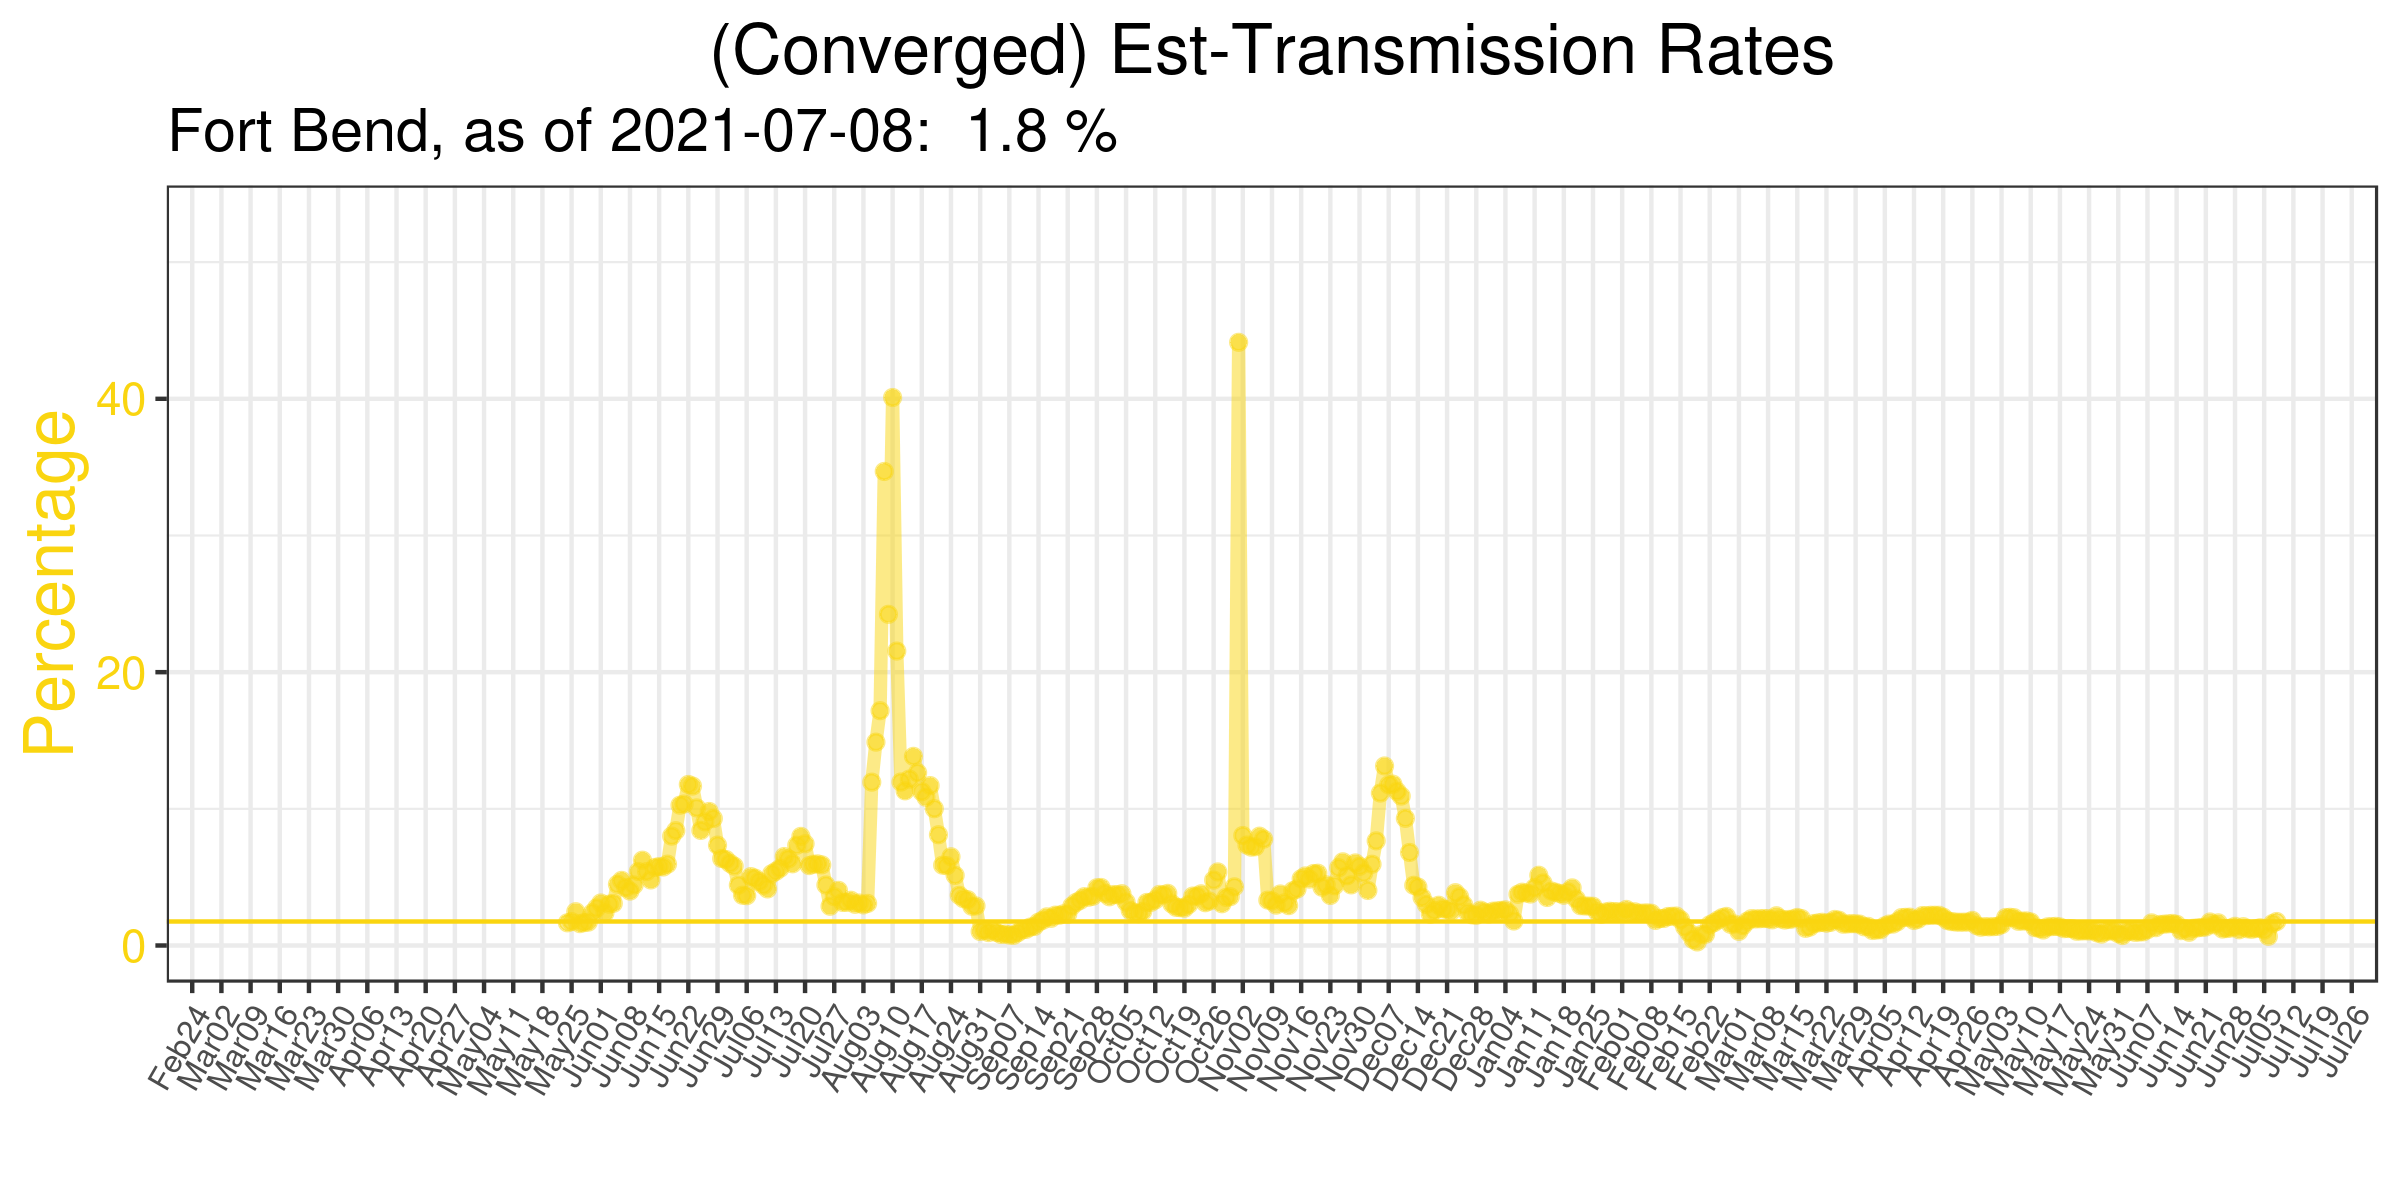 (Converged) Est-Transmission Rates
Fort Bend, as of 2021-07-08:  1.8 %
Percentage
40
20
0
Feb24
Mar02
Mar09
Mar16
Mar23
Mar30
Apr06
Apr13
Apr20
Apr27
May04
May11
May18
May25
Jun01
Jun08
Jun15
Jun22
Jun29
Jul06
Jul13
Jul20
Jul27
Aug03
Aug10
Aug17
Aug24
Aug31
Sep07
Sep14
Sep21
Sep28
Oct05
Oct12
Oct19
Oct26
Nov02
Nov09
Nov16
Nov23
Nov30
Dec07
Dec14
Dec21
Dec28
Jan04
Jan11
Jan18
Jan25
Feb01
Feb08
Feb15
Feb22
Mar01
Mar08
Mar15
Mar22
Mar29
Apr05
Apr12
Apr19
Apr26
May03
May10
May17
May24
May31
Jun07
Jun14
Jun21
Jun28
Jul05
Jul12
Jul19
Jul26